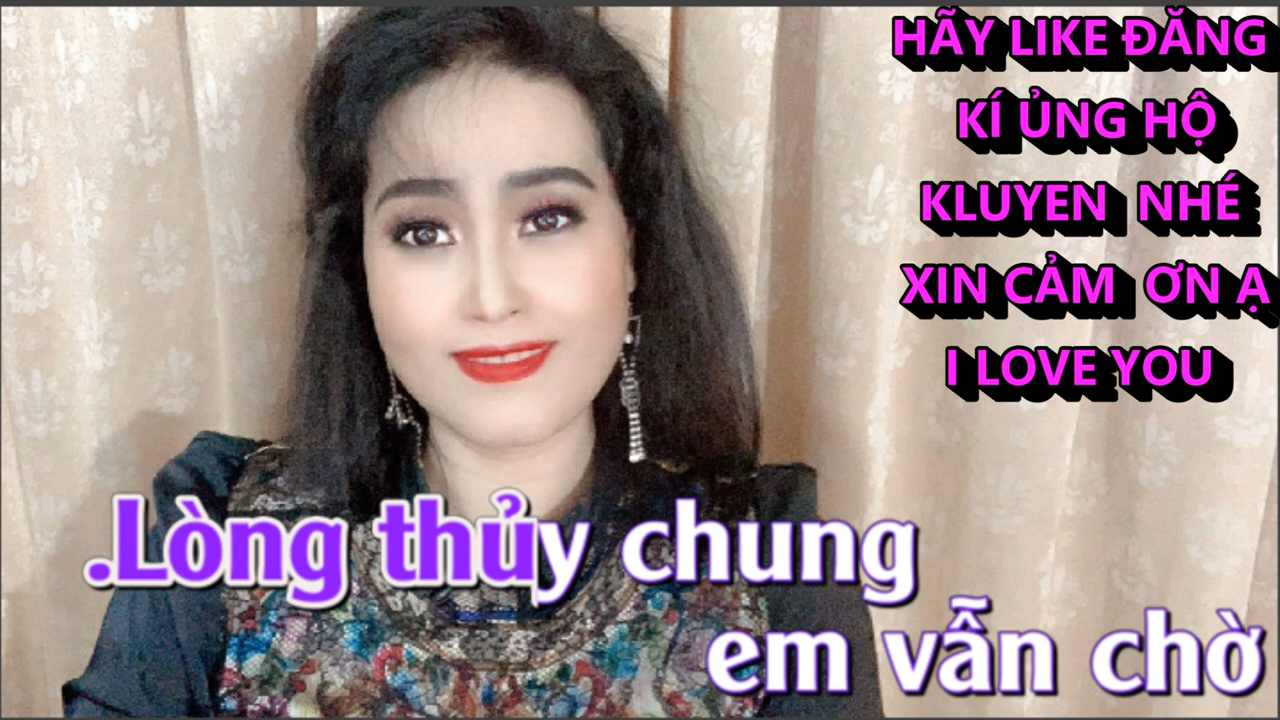 HÃY LIKE ĐĂNG
KÍ ỦNG HỘ
KLUYEN NHÉ
XIN CẢM ƠN Ạ
I LOVE YOU
.Lòng thủy chung
em vẫn chờ